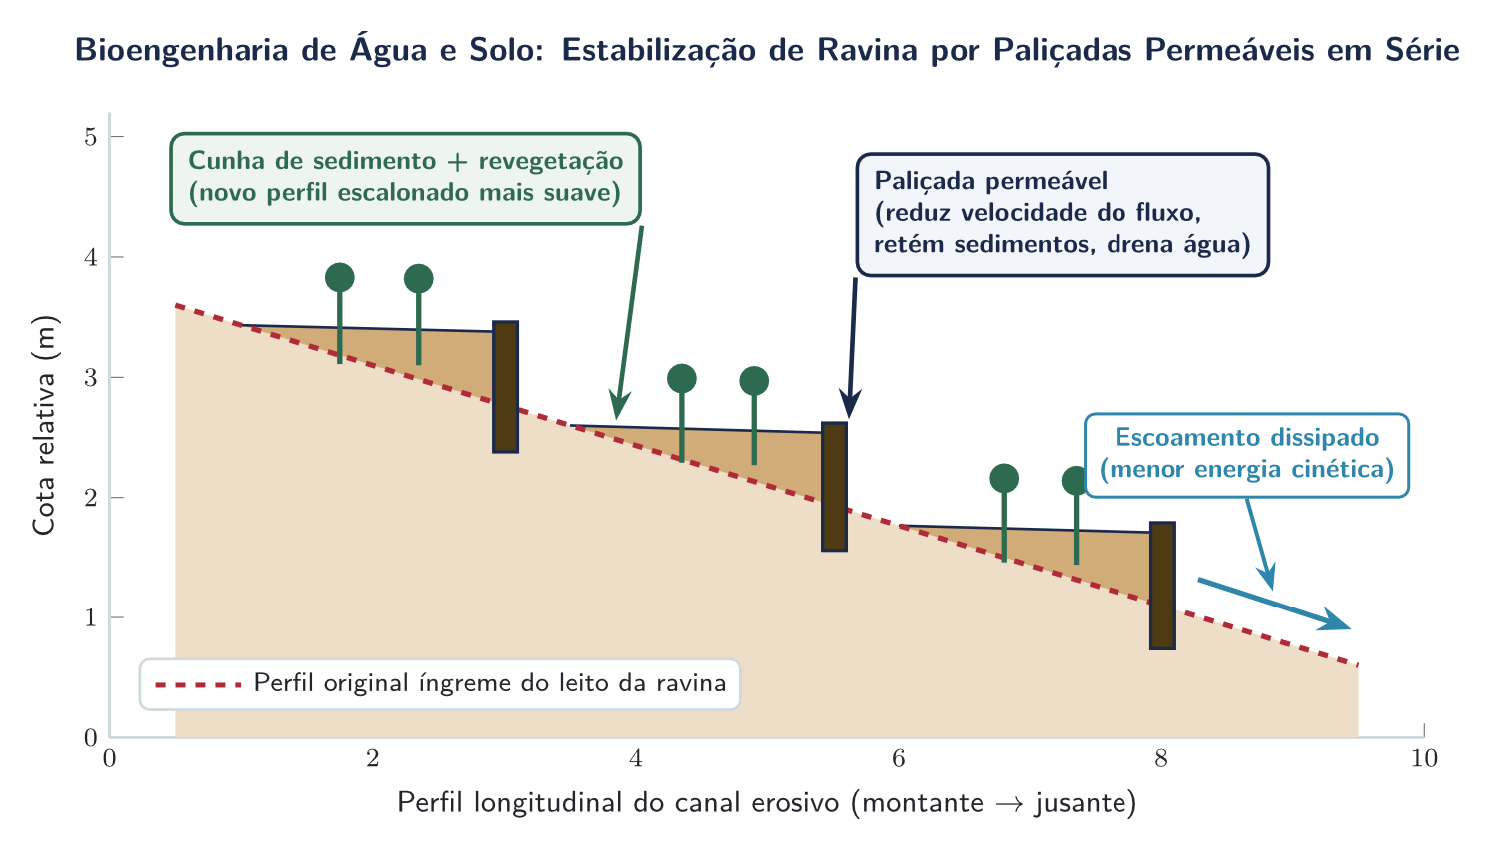 Bioengenharia de Água e Solo: Estabilização de Ravina por Paliçadas Permeáveis em Série
Cunha de sedimento + revegetação
(novo perfil escalonado mais suave)
Paliçada permeável
(reduz velocidade do fluxo,
retém sedimentos, drena água)
Escoamento dissipado
(menor energia cinética)
Cota relativa (m)
5
4
3
2
1
0
Perfil original íngreme do leito da ravina
0 2 4 6 8 10
Perfil longitudinal do canal erosivo (montante → jusante)